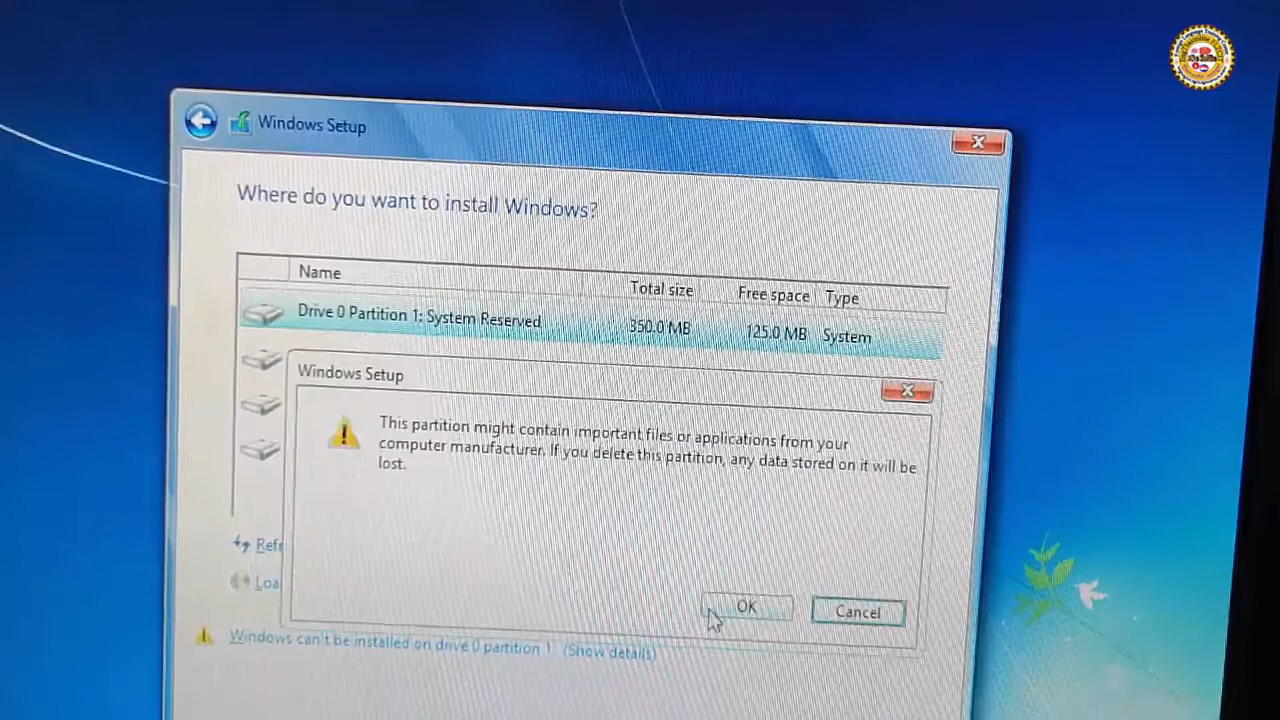 Windows Setup
Where do you want to install Windows?
Name Total size Free space Type
Drive 0 Partition 1: System Reserved 350.0 MB 125.0 MB System
Windows Setup
This partition might contain important files or applications from your
computer manufacturer. If you delete this partition, any data stored on it will be
lost.
Refr
Loa
OK Cancel
Windows can't be installed on drive 0 partition 1. (Show details)